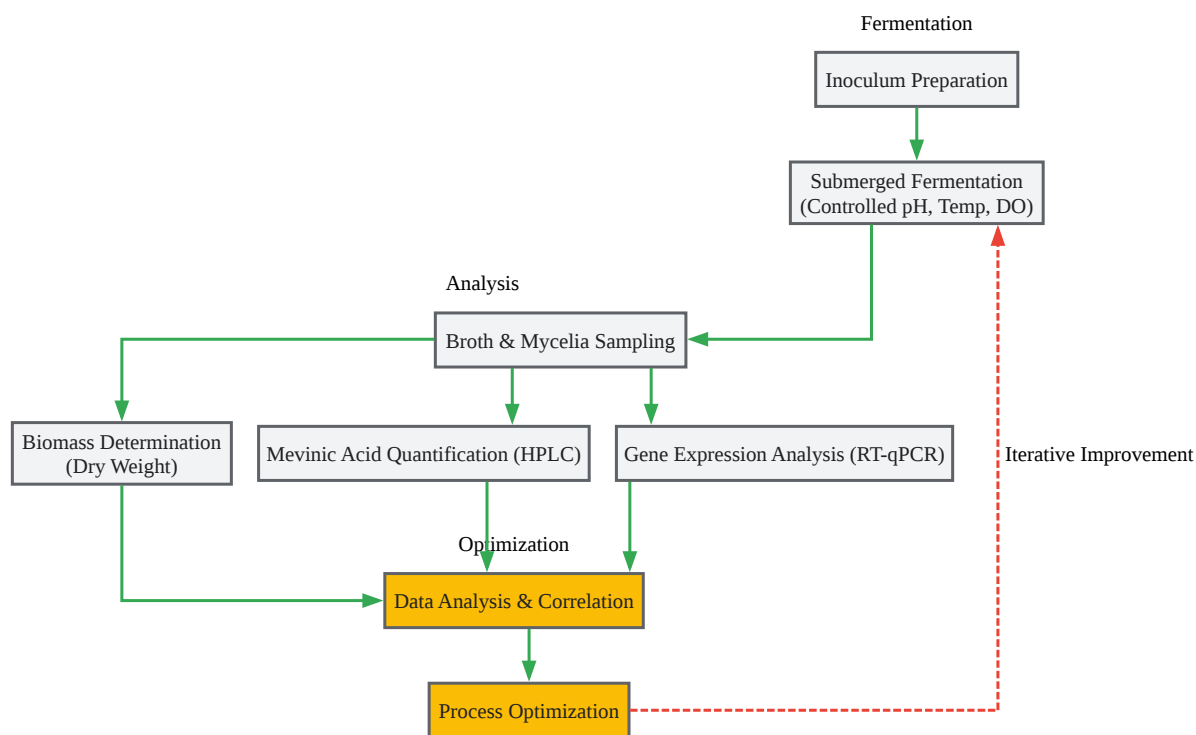 Fermentation
Inoculum Preparation
Submerged Fermentation
(Controlled pH, Temp, DO)
Analysis
Broth & Mycelia Sampling
Biomass Determination
(Dry Weight)
Mevinic Acid Quantification (HPLC)
Gene Expression Analysis (RT-qPCR)
Iterative Improvement
Optimization
Data Analysis & Correlation
Process Optimization